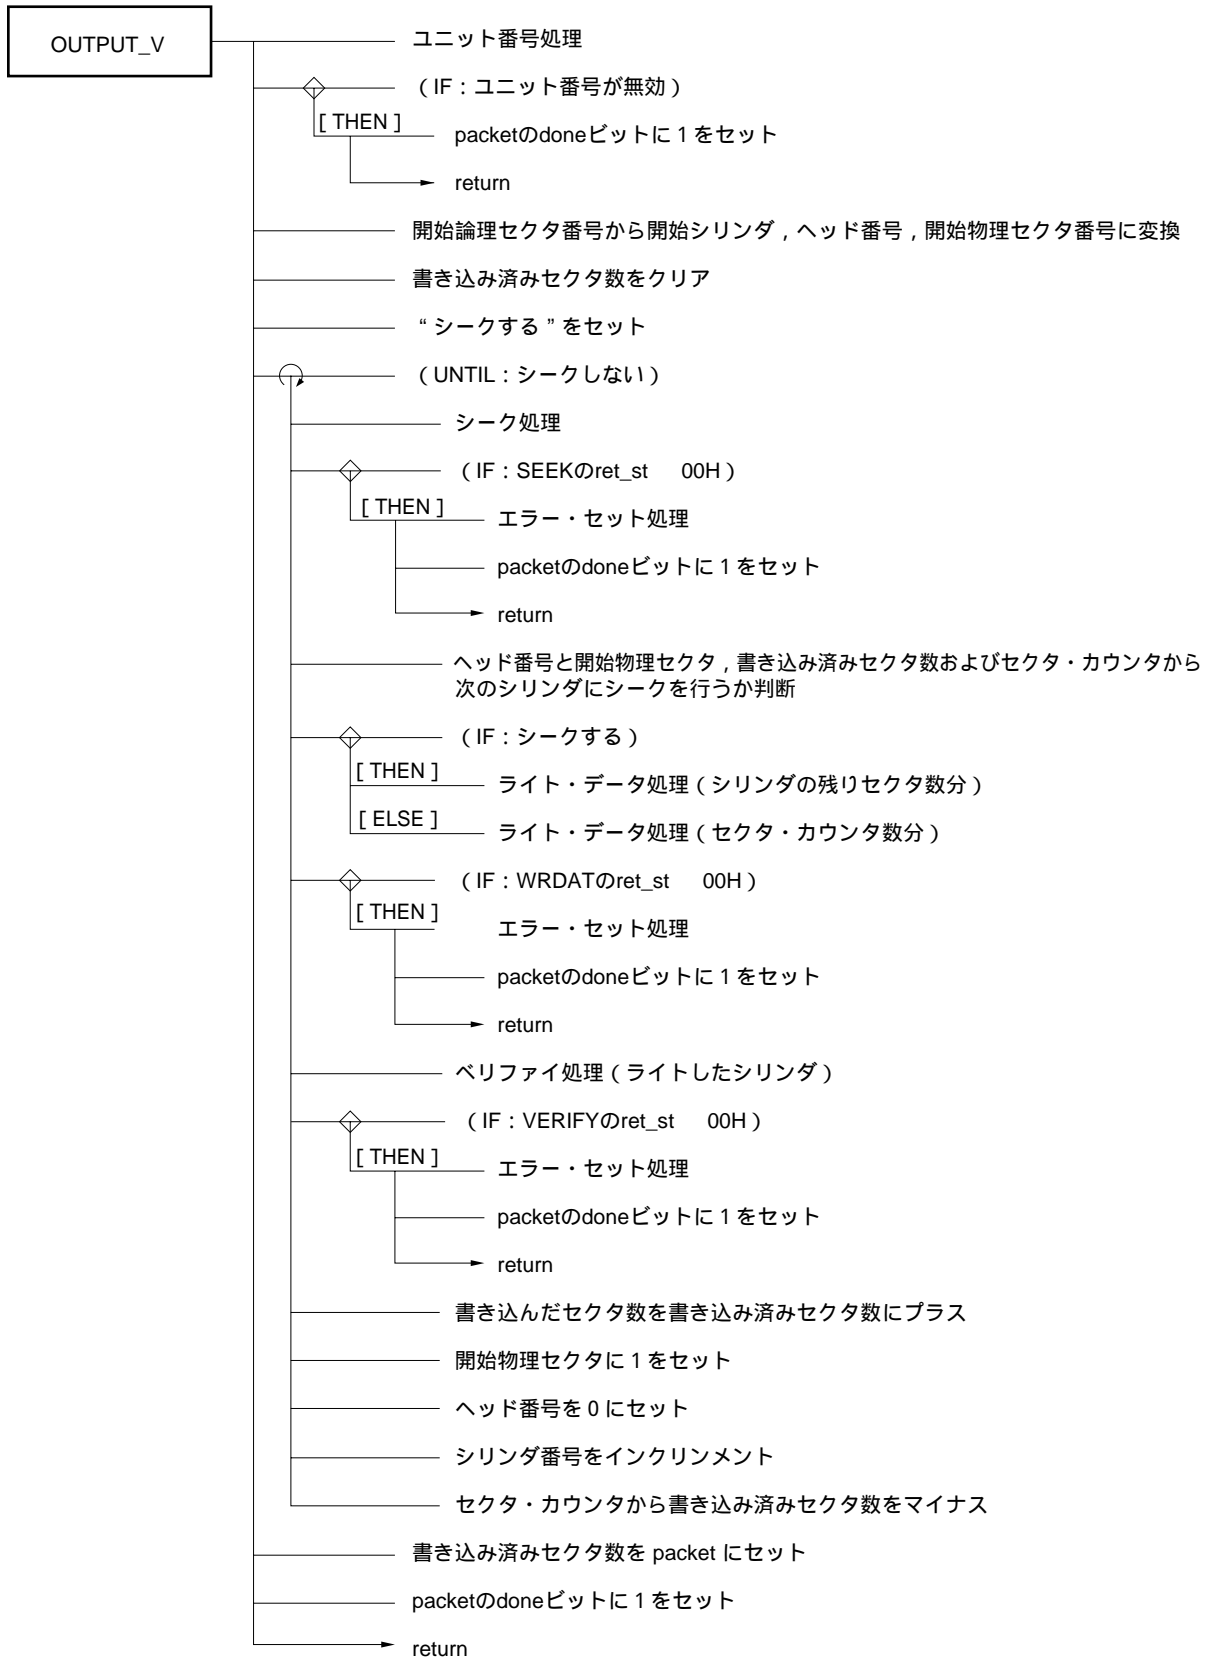 OUTPUT_V
ユニット番号処理
（IF：ユニット番号が無効）
[ THEN ]
packetのdoneビットに1をセット
return
開始論理セクタ番号から開始シリンダ，ヘッド番号，開始物理セクタ番号に変換
書き込み済みセクタ数をクリア
“シークする”をセット
（UNTIL：シークしない）
シーク処理
（IF：SEEKのret_st　00H）
[ THEN ]
エラー・セット処理
packetのdoneビットに1をセット
return
ヘッド番号と開始物理セクタ，書き込み済みセクタ数およびセクタ・カウンタから
次のシリンダにシークを行うか判断
（IF：シークする）
[ THEN ]
ライト・データ処理（シリンダの残りセクタ数分）
[ ELSE ]
ライト・データ処理（セクタ・カウンタ数分）
（IF：WRDATのret_st　00H）
[ THEN ]
エラー・セット処理
packetのdoneビットに1をセット
return
ベリファイ処理（ライトしたシリンダ）
（IF：VERIFYのret_st　00H）
[ THEN ]
エラー・セット処理
packetのdoneビットに1をセット
return
書き込んだセクタ数を書き込み済みセクタ数にプラス
開始物理セクタに1をセット
ヘッド番号を0にセット
シリンダ番号をインクリンメント
セクタ・カウンタから書き込み済みセクタ数をマイナス
書き込み済みセクタ数を packet にセット
packetのdoneビットに1をセット
return